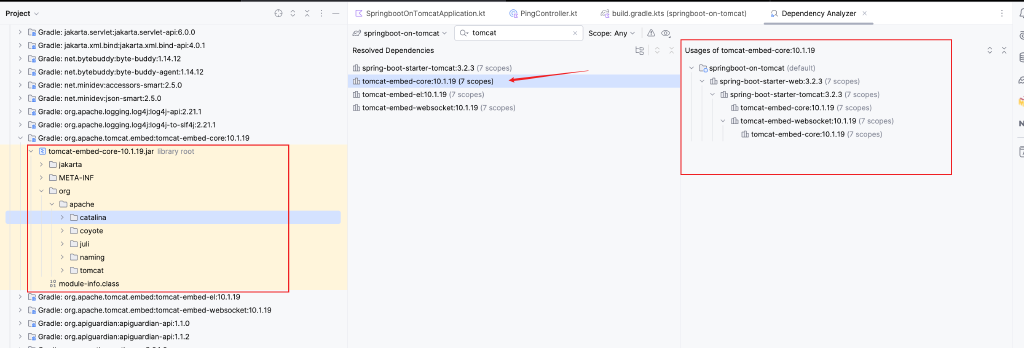 Project
Gradle: jakarta.servlet:jakarta.servlet-api:6.0.0
Gradle: jakarta.xml.bind:jakarta.xml.bind-api:4.0.1
Gradle: net.bytebuddy:byte-buddy:1.14.12
Gradle: net.bytebuddy:byte-buddy-agent:1.14.12
Gradle: net.minidev:accessors-smart:2.5.0
Gradle: net.minidev:json-smart:2.5.0
Gradle: org.apache.logging.log4j:log4j-api:2.21.1
Gradle: org.apache.logging.log4j:log4j-to-slf4j:2.21.1
Gradle: org.apache.tomcat.embed:tomcat-embed-core:10.1.19
tomcat-embed-core-10.1.19.jar library root
jakarta
META-INF
org
apache
catalina
coyote
juli
naming
tomcat
module-info.class
Gradle: org.apache.tomcat.embed:tomcat-embed-el:10.1.19
Gradle: org.apache.tomcat.embed:tomcat-embed-websocket:10.1.19
Gradle: org.apiguardian:apiguardian-api:1.1.0
Gradle: org.apiguardian:apiguardian-api:1.1.2
SpringbootOnTomcatApplication.kt
PingController.kt
build.gradle.kts (springboot-on-tomcat)
Dependency Analyzer
springboot-on-tomcat
tomcat
Scope: Any
Resolved Dependencies
spring-boot-starter-tomcat:3.2.3 (7 scopes)
tomcat-embed-core:10.1.19 (7 scopes)
tomcat-embed-el:10.1.19 (7 scopes)
tomcat-embed-websocket:10.1.19 (7 scopes)
Usages of tomcat-embed-core:10.1.19
springboot-on-tomcat (default)
spring-boot-starter-web:3.2.3 (7 scopes)
spring-boot-starter-tomcat:3.2.3 (7 scopes)
tomcat-embed-core:10.1.19 (7 scopes)
tomcat-embed-websocket:10.1.19 (7 scopes)
tomcat-embed-core:10.1.19 (7 scopes)